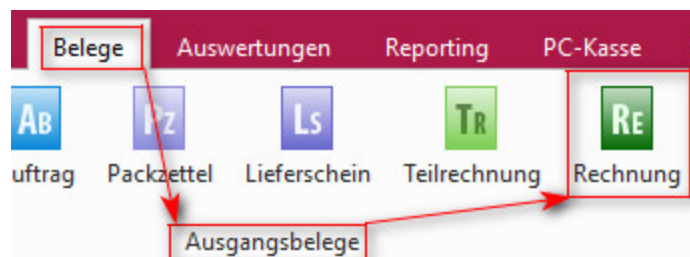 Belege Auswertungen Reporting PC-Kasse
AB PZ LS TR RE
uftrag Packzettel Lieferschein Teilrechnung Rechnung
Ausgangsbelege